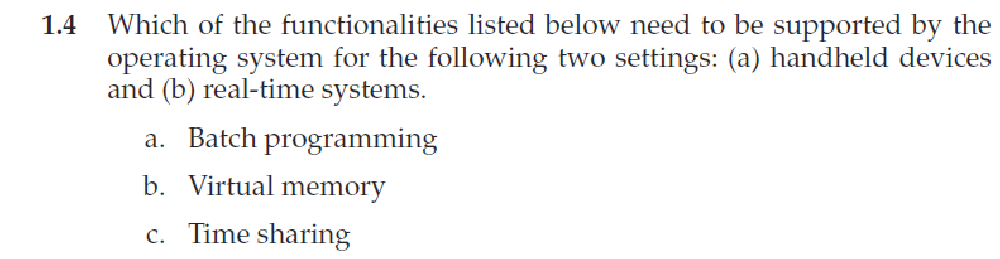 1.4 Which of the functionalities listed below need to be supported by the
operating system for the following two settings: (a) handheld devices
and (b) real-time systems.
a. Batch programming
b. Virtual memory
c. Time sharing